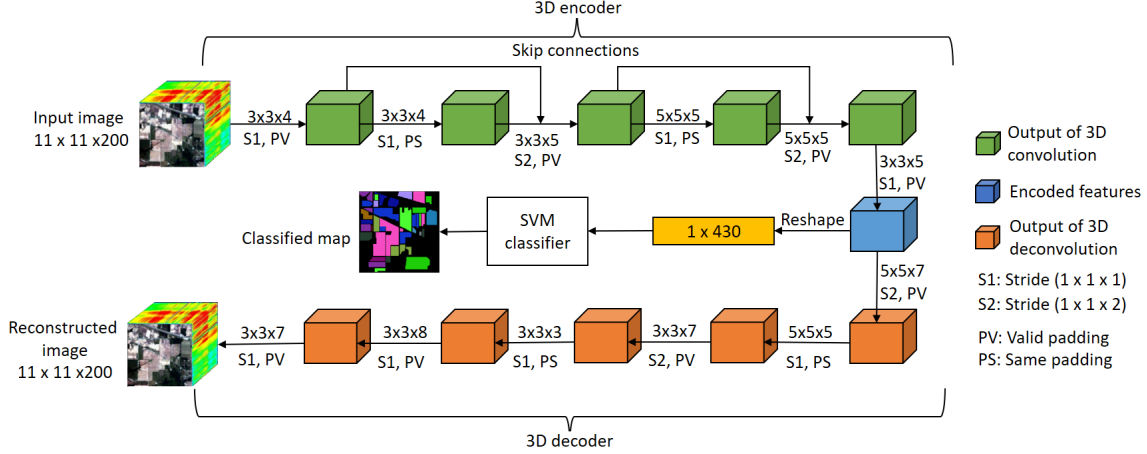 3D encoder
Skip connections
Input image
11 x 11 x200
3x3x4
S1, PV
3x3x4
S1, PS
3x3x5
S2, PV
5x5x5
S1, PS
5x5x5
S2, PV
3x3x5
S1, PV
Output of 3D
convolution
Encoded features
Output of 3D
deconvolution
S1: Stride (1 x 1 x 1)
S2: Stride (1 x 1 x 2)
PV: Valid padding
PS: Same padding
Classified map
SVM
classifier
1 x 430
Reshape
5x5x7
S2, PV
Reconstructed
image
11 x 11 x200
3x3x7
S1, PV
3x3x8
S1, PV
3x3x3
S1, PS
3x3x7
S2, PV
5x5x5
S1, PS
3D decoder